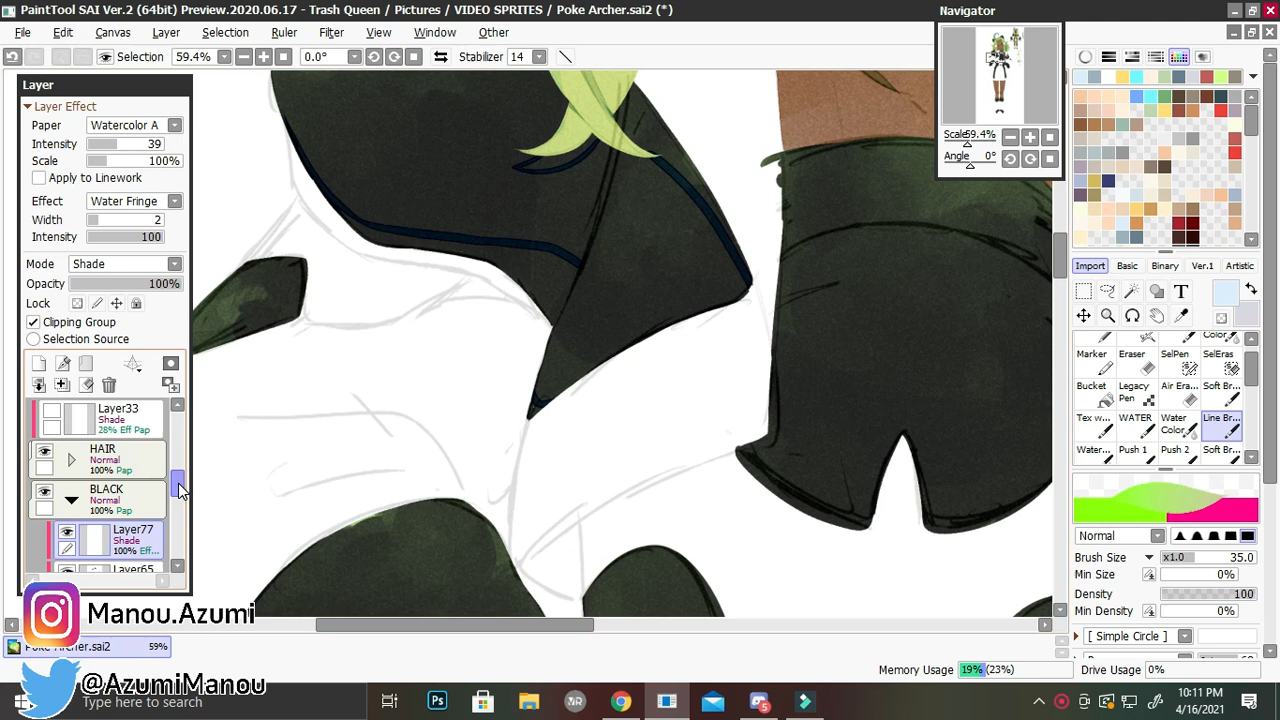 PaintTool SAI Ver.2 (64bit) Preview.2020.06.17 - Trash Queen / Pictures / VIDEO SPRITES / Poke Archer.sai2 (*)
File Edit Canvas Layer Selection Ruler Filter View Window Other
Selection 59.4% 0.0° Stabilizer 14
Navigator
Scale 59.4%
Angle 0°
Layer
Layer Effect
Paper Watercolor A
Intensity 39
Scale 100%
Apply to Linework
Effect Water Fringe
Width 2
Intensity 100
Mode Shade
Opacity 100%
Lock
Clipping Group
Selection Source
Layer33
Shade
28% Eff Pap
HAIR
Normal
100% Pap
BLACK
Normal
100% Pap
Layer77
Shade
100% Eff...
Layer65
Import Basic Binary Ver.1 Artistic
Color
Marker Eraser SelPen SelEras
Bucket Legacy Pen Air Era... Soft Br...
Tex w... WATER Water Color Line Br...
Water... Push 1 Push 2 Soft Br...
Normal
Brush Size x1.0 35.0
Min Size 0%
Density 100
Min Density 0%
[ Simple Circle ]
Manou.Azumi
Poke Archer.sai2 59%
Memory Usage 19% (23%) Drive Usage 0%
@AzumiManou
Type here to search
Ps
5
10:11 PM
4/16/2021